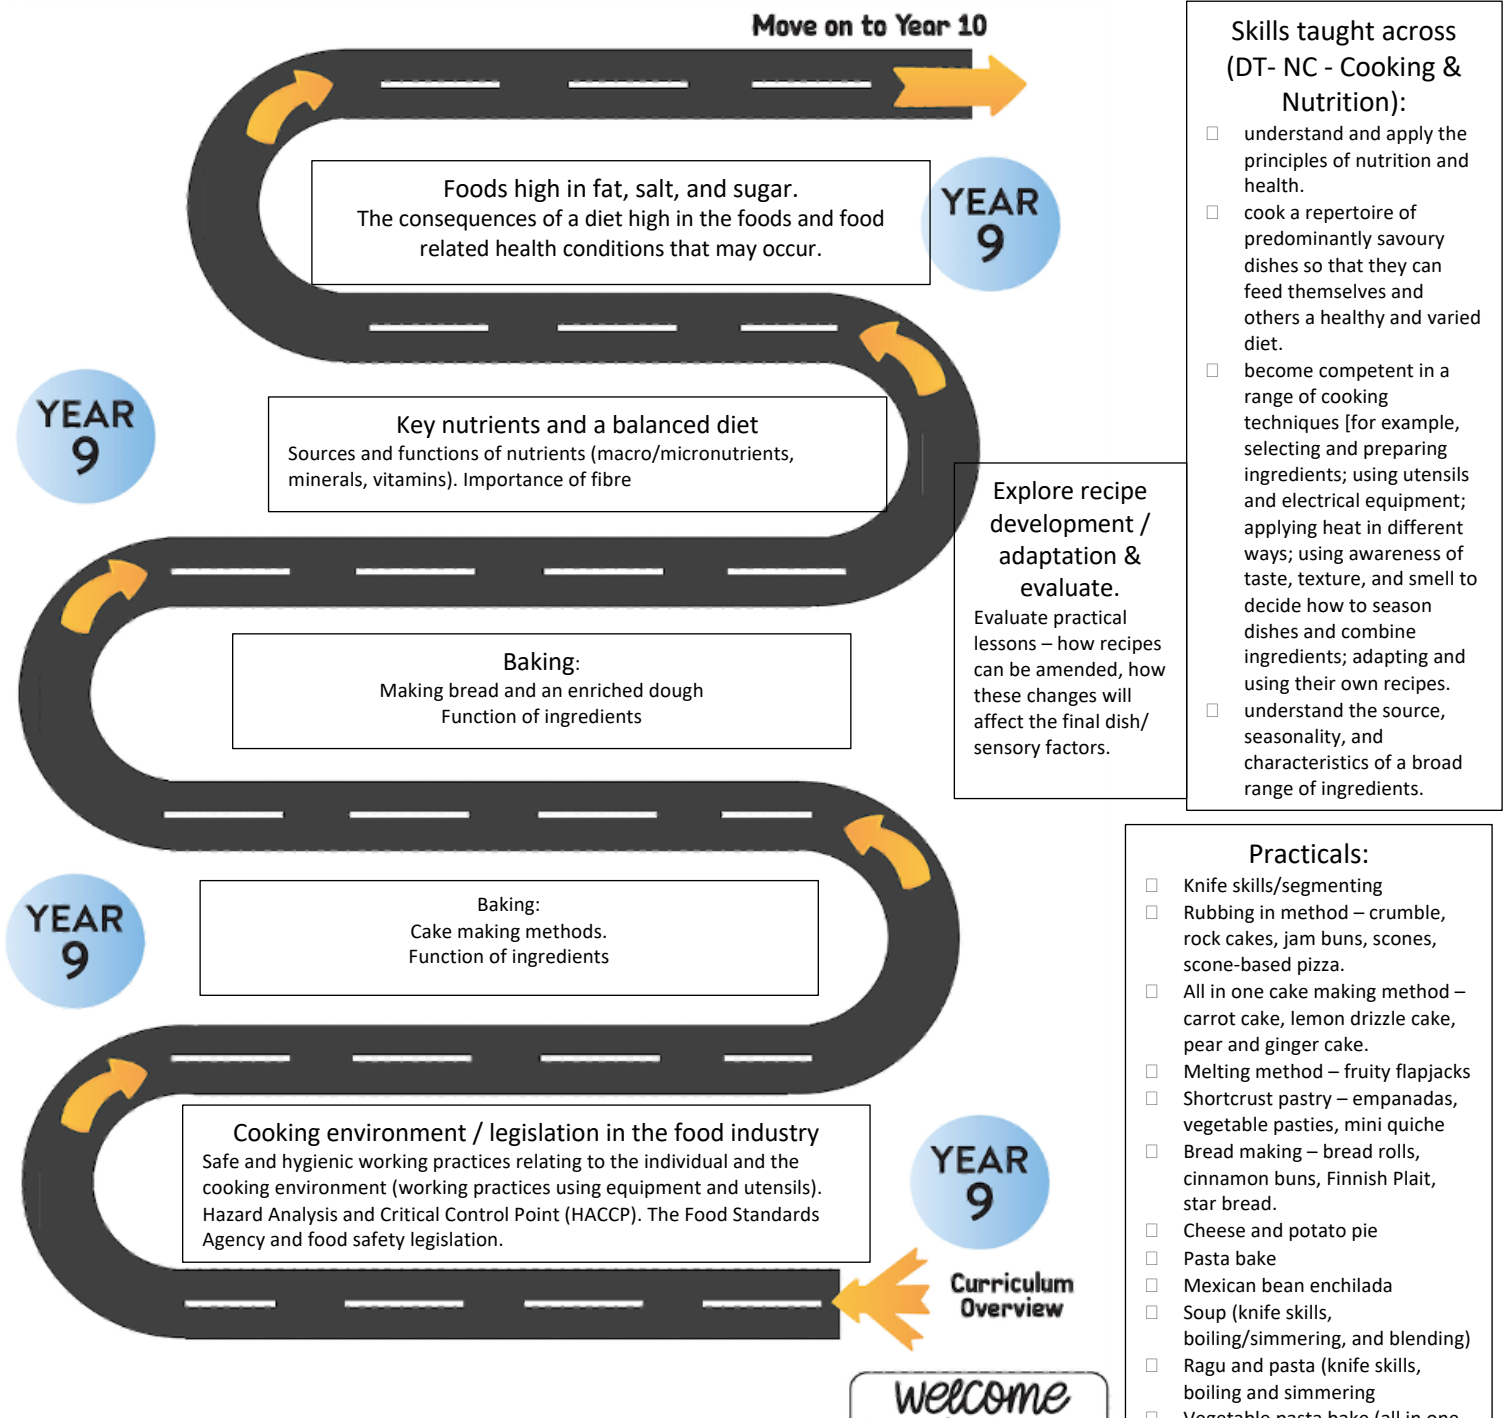 Move on to Year 10
Foods high in fat, salt, and sugar.
The consequences of a diet high in the foods and food
related health conditions that may occur.
YEAR
9
YEAR
9
Key nutrients and a balanced diet
Sources and functions of nutrients (macro/micronutrients,
minerals, vitamins). Importance of fibre
Explore recipe
development /
adaptation &
evaluate.
Evaluate practical
lessons – how recipes
can be amended, how
these changes will
affect the final dish/
sensory factors.
Baking:
Making bread and an enriched dough
Function of ingredients
YEAR
9
Baking:
Cake making methods.
Function of ingredients
Cooking environment / legislation in the food industry
Safe and hygienic working practices relating to the individual and the
cooking environment (working practices using equipment and utensils).
Hazard Analysis and Critical Control Point (HACCP). The Food Standards
Agency and food safety legislation.
YEAR
9
Curriculum
Overview
welcome
Skills taught across
(DT- NC - Cooking &
Nutrition):
understand and apply the
principles of nutrition and
health.
cook a repertoire of
predominantly savoury
dishes so that they can
feed themselves and
others a healthy and varied
diet.
become competent in a
range of cooking
techniques [for example,
selecting and preparing
ingredients; using utensils
and electrical equipment;
applying heat in different
ways; using awareness of
taste, texture, and smell to
decide how to season
dishes and combine
ingredients; adapting and
using their own recipes.
understand the source,
seasonality, and
characteristics of a broad
range of ingredients.
Practicals:
Knife skills/segmenting
Rubbing in method – crumble,
rock cakes, jam buns, scones,
scone-based pizza.
All in one cake making method –
carrot cake, lemon drizzle cake,
pear and ginger cake.
Melting method – fruity flapjacks
Shortcrust pastry – empanadas,
vegetable pasties, mini quiche
Bread making – bread rolls,
cinnamon buns, Finnish Plait,
star bread.
Cheese and potato pie
Pasta bake
Mexican bean enchilada
Soup (knife skills,
boiling/simmering, and blending)
Ragu and pasta (knife skills,
boiling and simmering
Vegetable pasta bake (all in one